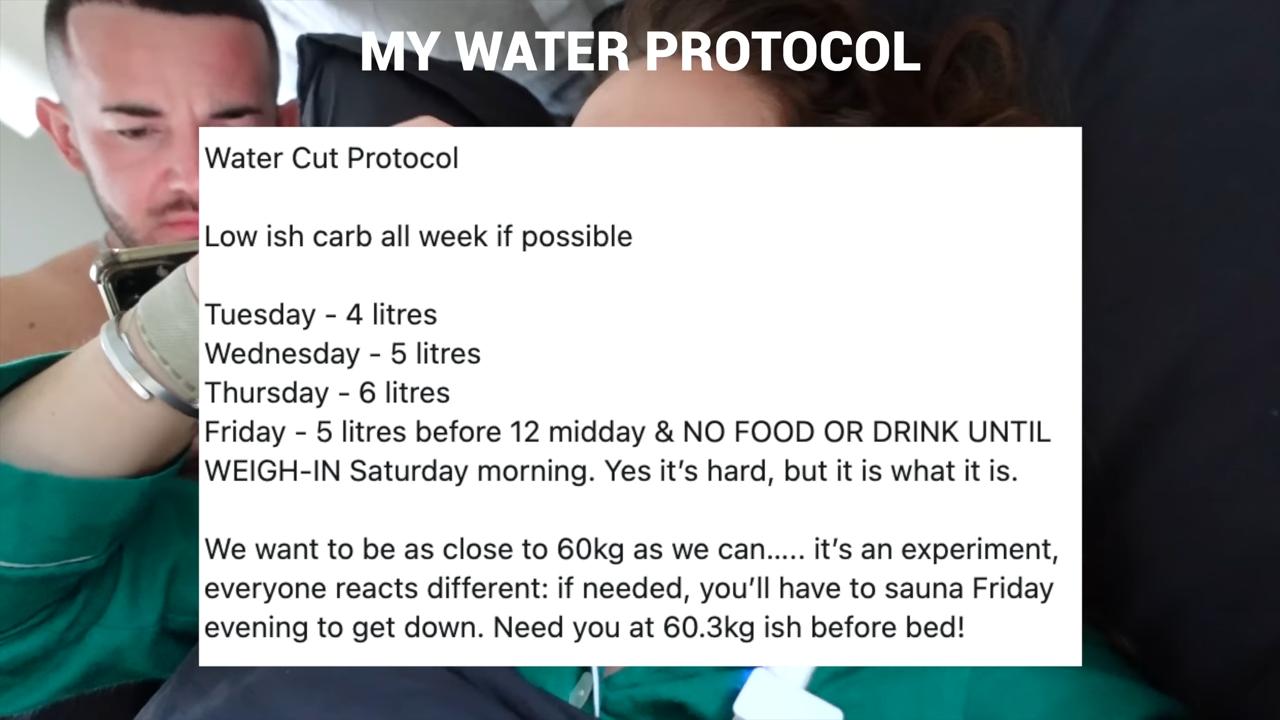 MY WATER PROTOCOL
Water Cut Protocol
Low ish carb all week if possible
Tuesday - 4 litres
Wednesday - 5 litres
Thursday - 6 litres
Friday - 5 litres before 12 midday & NO FOOD OR DRINK UNTIL
WEIGH-IN Saturday morning. Yes it’s hard, but it is what it is.
We want to be as close to 60kg as we can..... it’s an experiment,
everyone reacts different: if needed, you’ll have to sauna Friday
evening to get down. Need you at 60.3kg ish before bed!